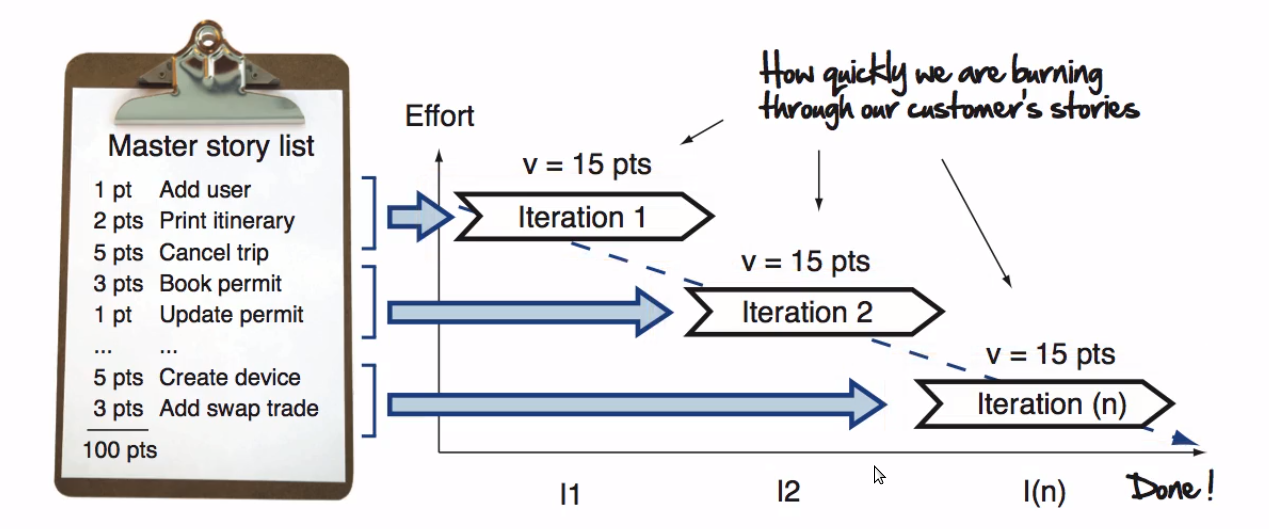 Master story list
1 pt Add user
2 pts Print itinerary
5 pts Cancel trip
3 pts Book permit
1 pt Update permit
... ...
5 pts Create device
3 pts Add swap trade
100 pts
Effort
How quickly we are burning
through our customer's stories
v = 15 pts
Iteration 1
v = 15 pts
Iteration 2
v = 15 pts
Iteration (n)
I1
I2
I(n)
Done!